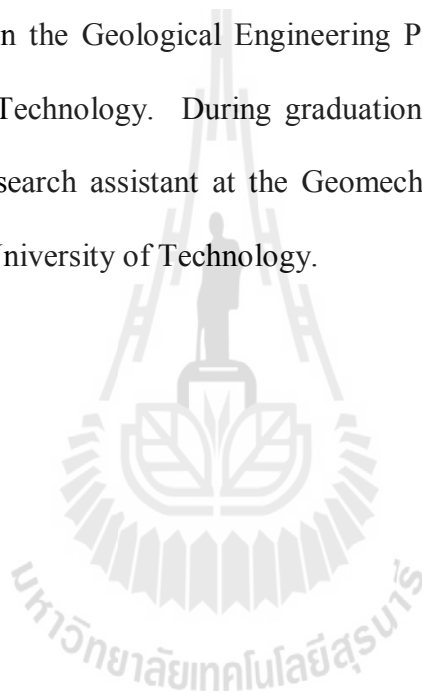 n the Geological Engineering P
Technology. During graduation
search assistant at the Geomech
University of Technology.
มหาวิทยาลัยเทคโนโลยีสุรนารี